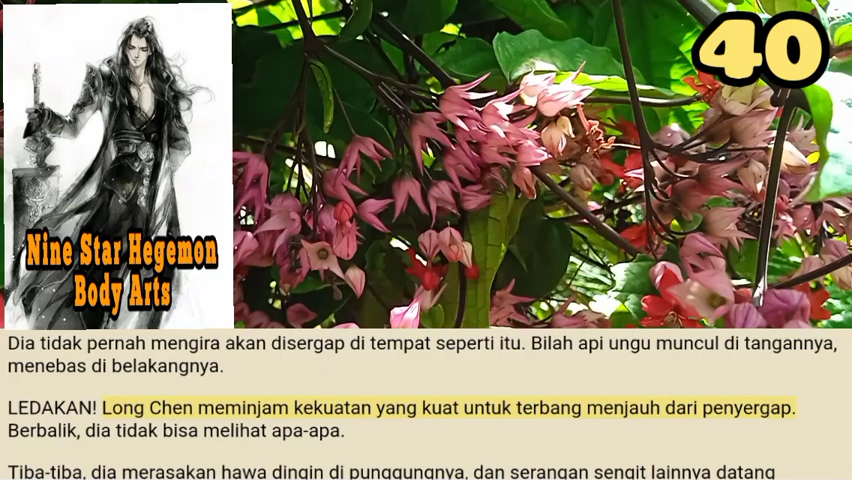 40
Nine Star Hegemon
Body Arts
Dia tidak pernah mengira akan disergap di tempat seperti itu. Bilah api ungu muncul di tangannya,
menebas di belakangnya.
LEDAKAN! Long Chen meminjam kekuatan yang kuat untuk terbang menjauh dari penyergap.
Berbalik, dia tidak bisa melihat apa-apa.
Tiba-tiba, dia merasakan hawa dingin di punggungnya, dan serangan sengit lainnya datang